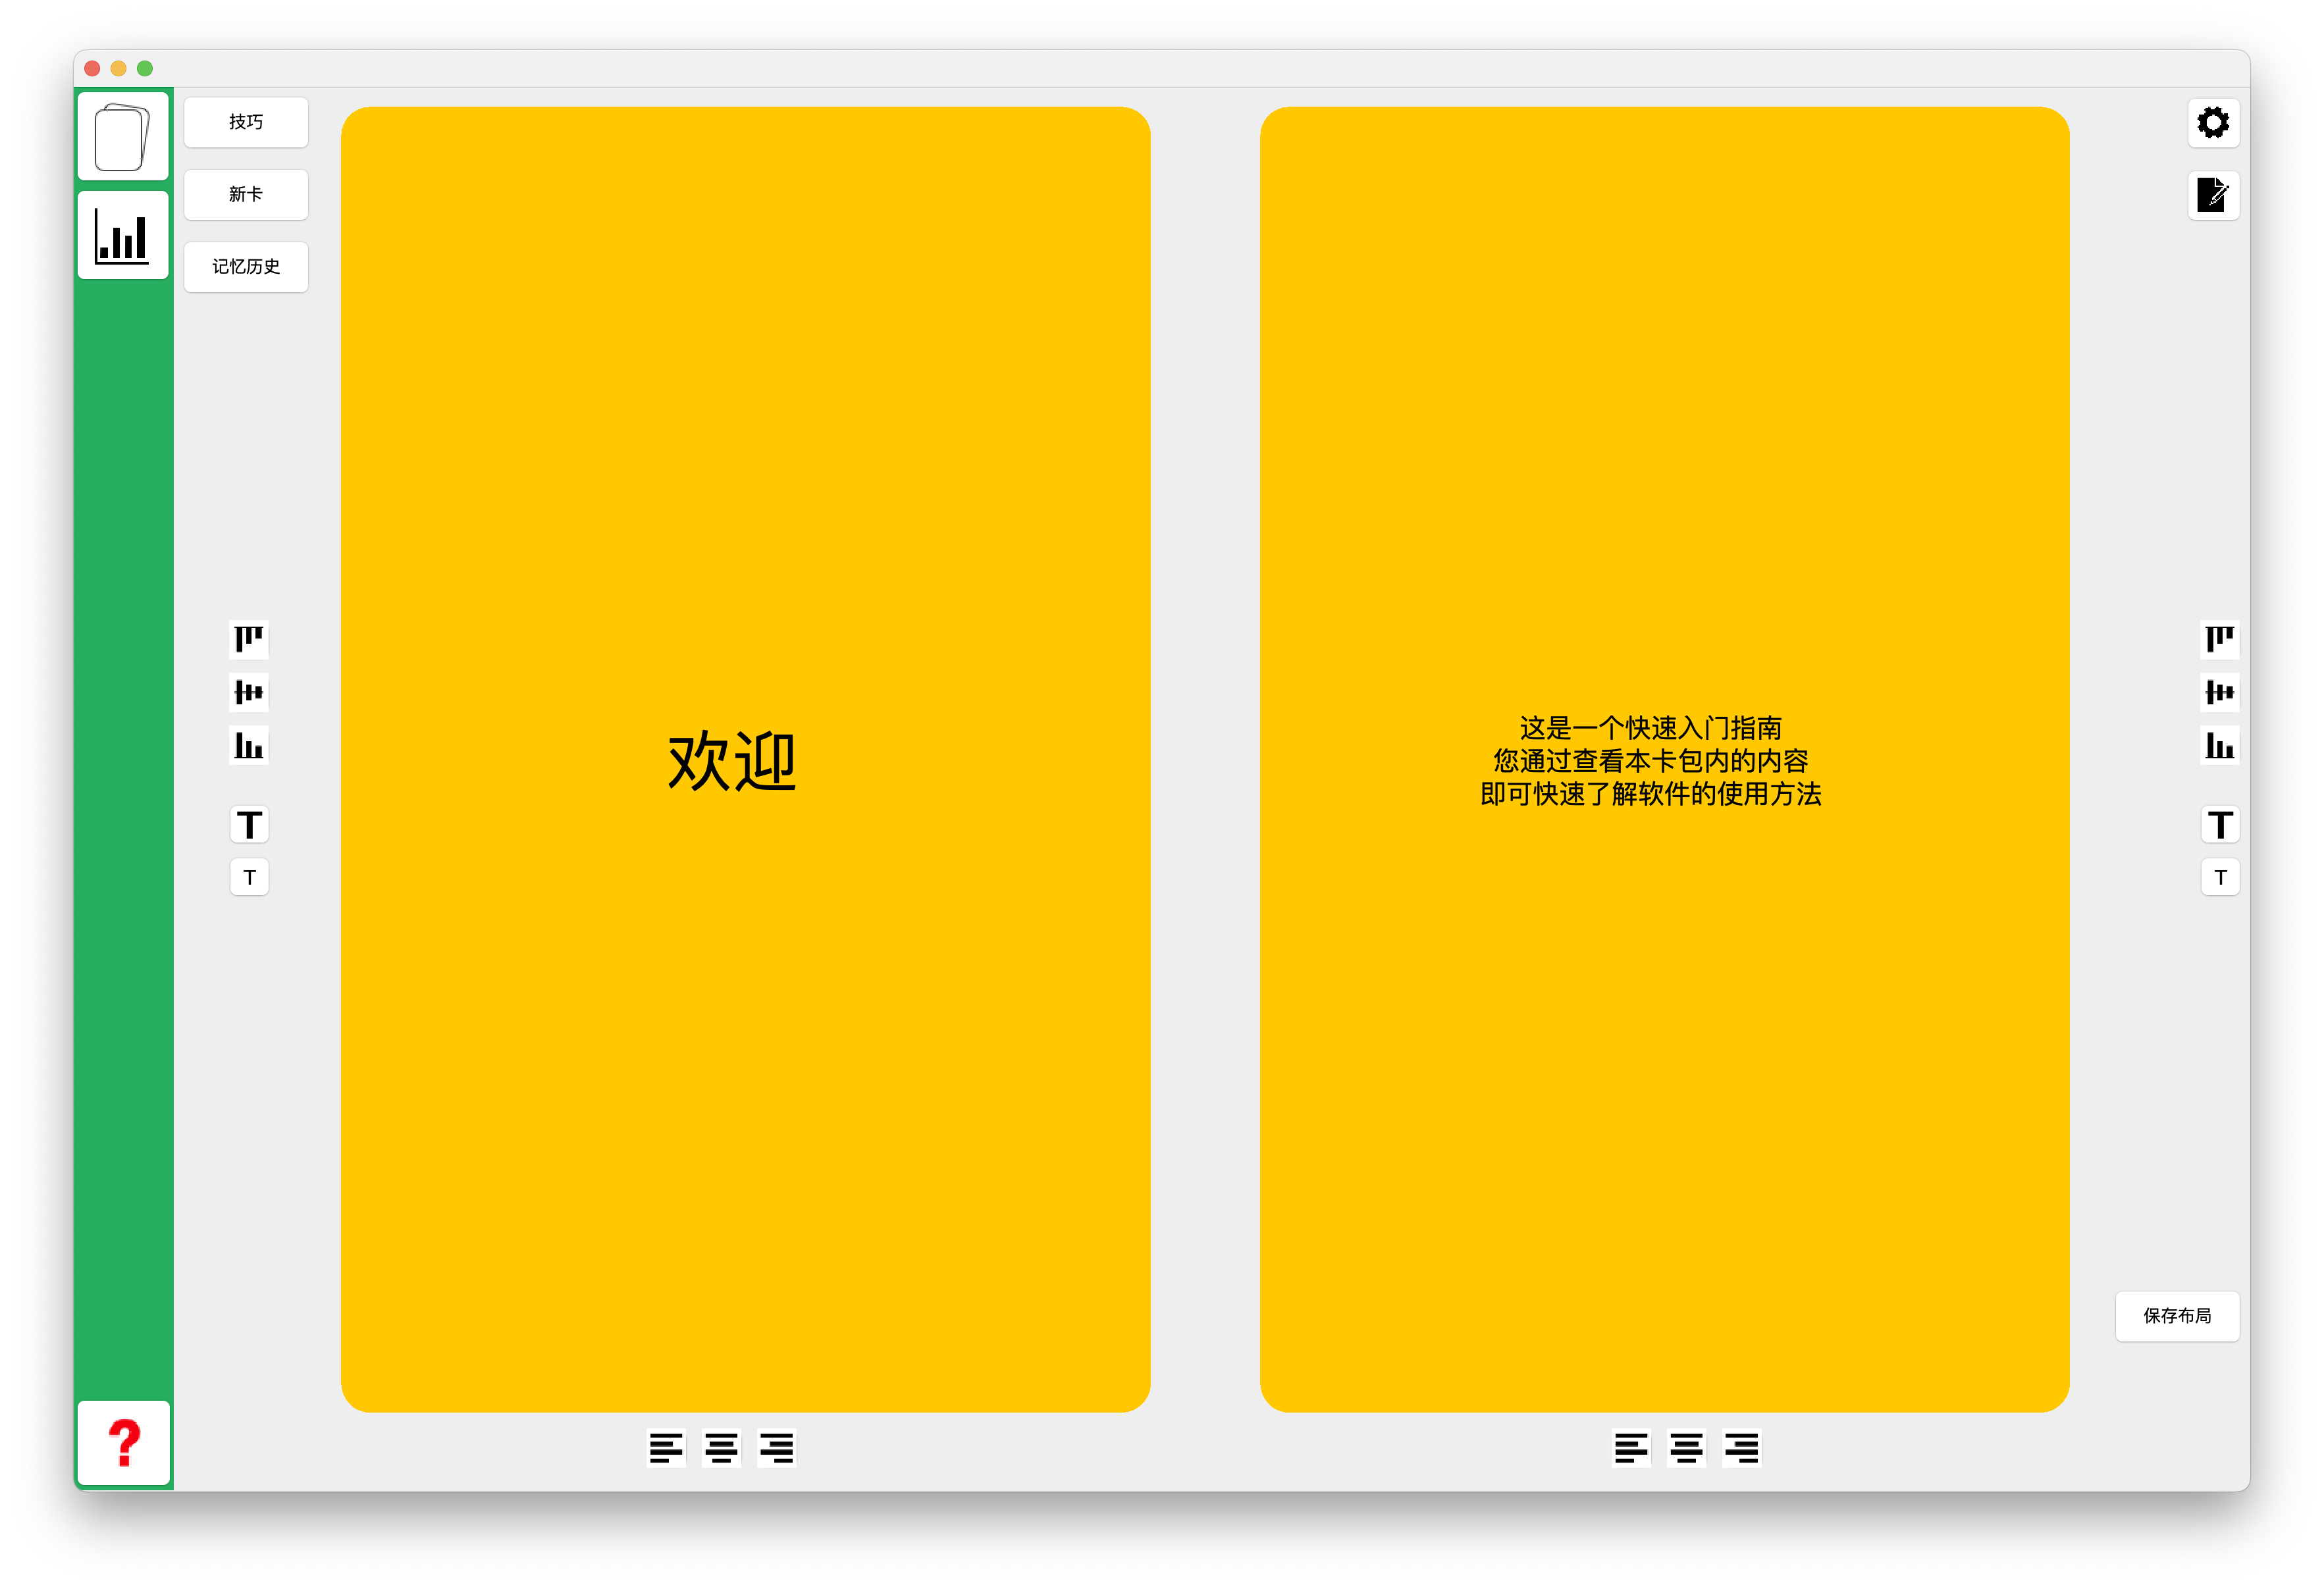 技巧
新卡
记忆历史
欢迎
这是一个快速入门指南
您通过查看本卡包内的内容
即可快速了解软件的使用方法
T
T
T
T
保存布局
?